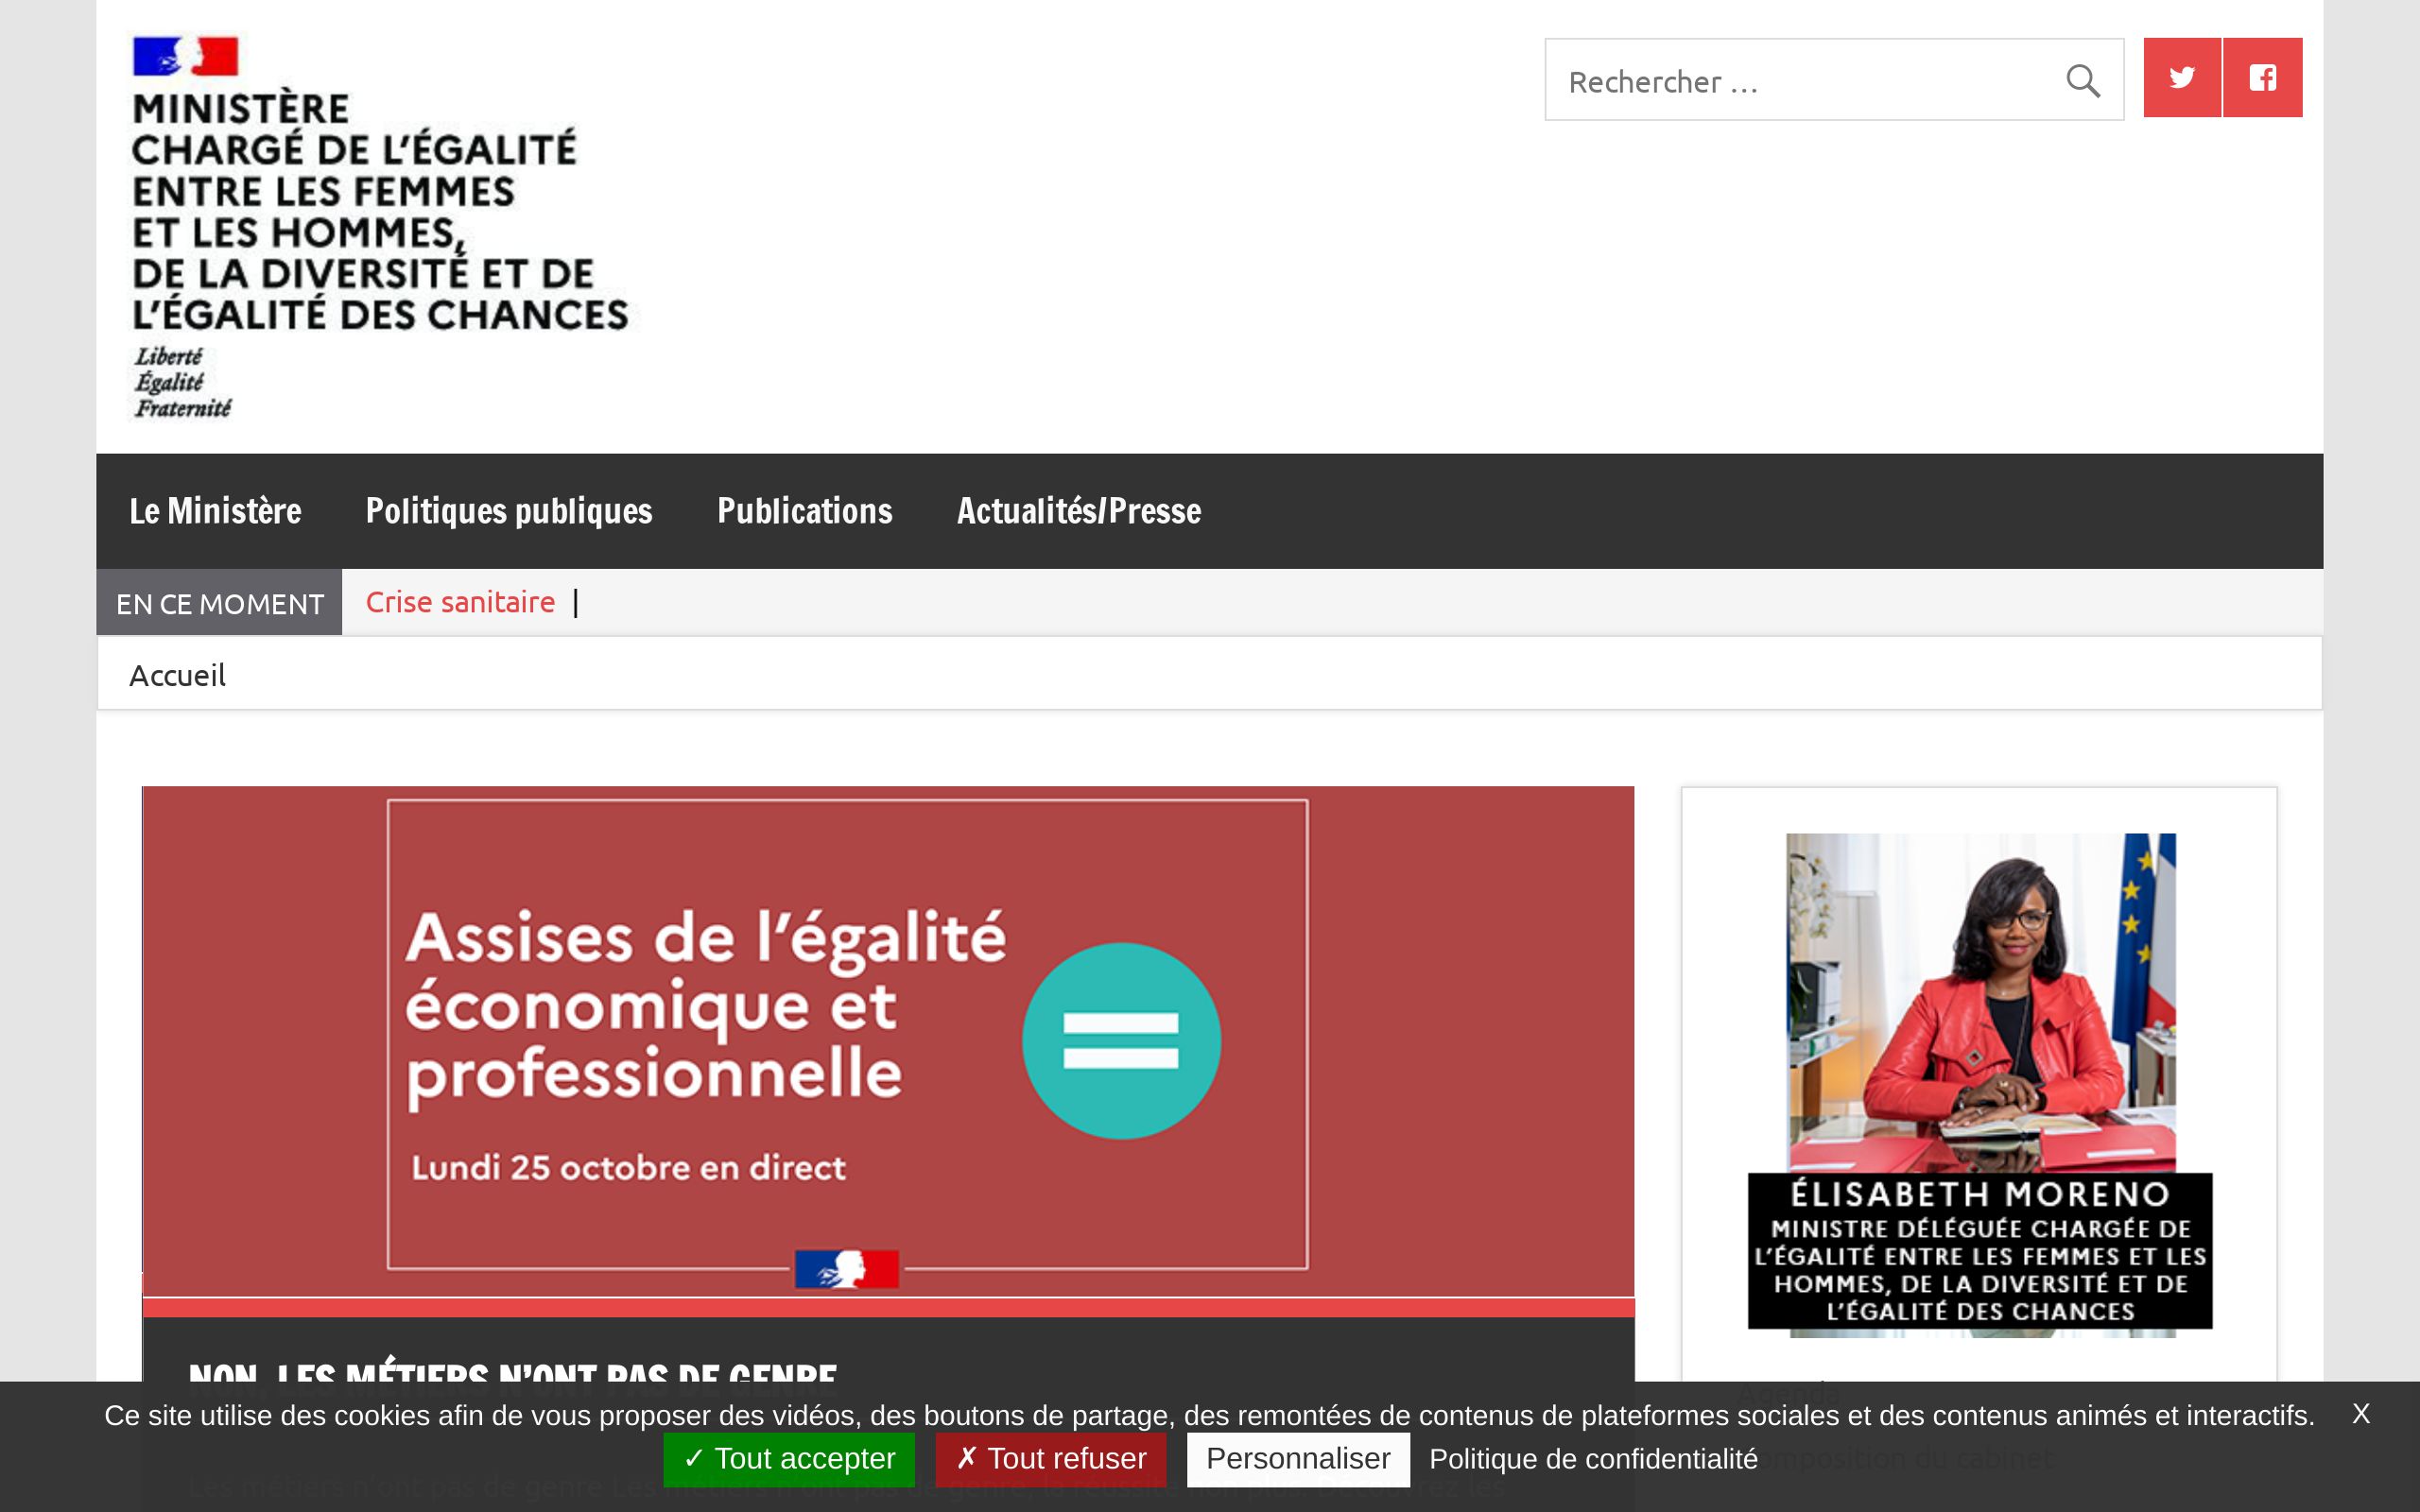 MINISTÈRE
CHARGÉ DE L'ÉGALITÉ
ENTRE LES FEMMES
ET LES HOMMES,
DE LA DIVERSITÉ ET DE
L'ÉGALITÉ DES CHANCES
Liberté
Égalité
Fraternité
Rechercher …
Le Ministère Politiques publiques Publications Actualités/Presse
EN CE MOMENT Crise sanitaire |
Accueil
Assises de l'égalité
économique et
professionnelle
Lundi 25 octobre en direct
ÉLISABETH MORENO
MINISTRE DÉLÉGUÉE CHARGÉE DE
L'ÉGALITÉ ENTRE LES FEMMES ET LES
HOMMES, DE LA DIVERSITÉ ET DE
L'ÉGALITÉ DES CHANCES
NON, LES MÉTIERS N'ONT PAS DE GENRE
Agenda
Ce site utilise des cookies afin de vous proposer des vidéos, des boutons de partage, des remontées de contenus de plateformes sociales et des contenus animés et interactifs. X
✓ Tout accepter ✗ Tout refuser Personnaliser Politique de confidentialité
Composition du cabinet